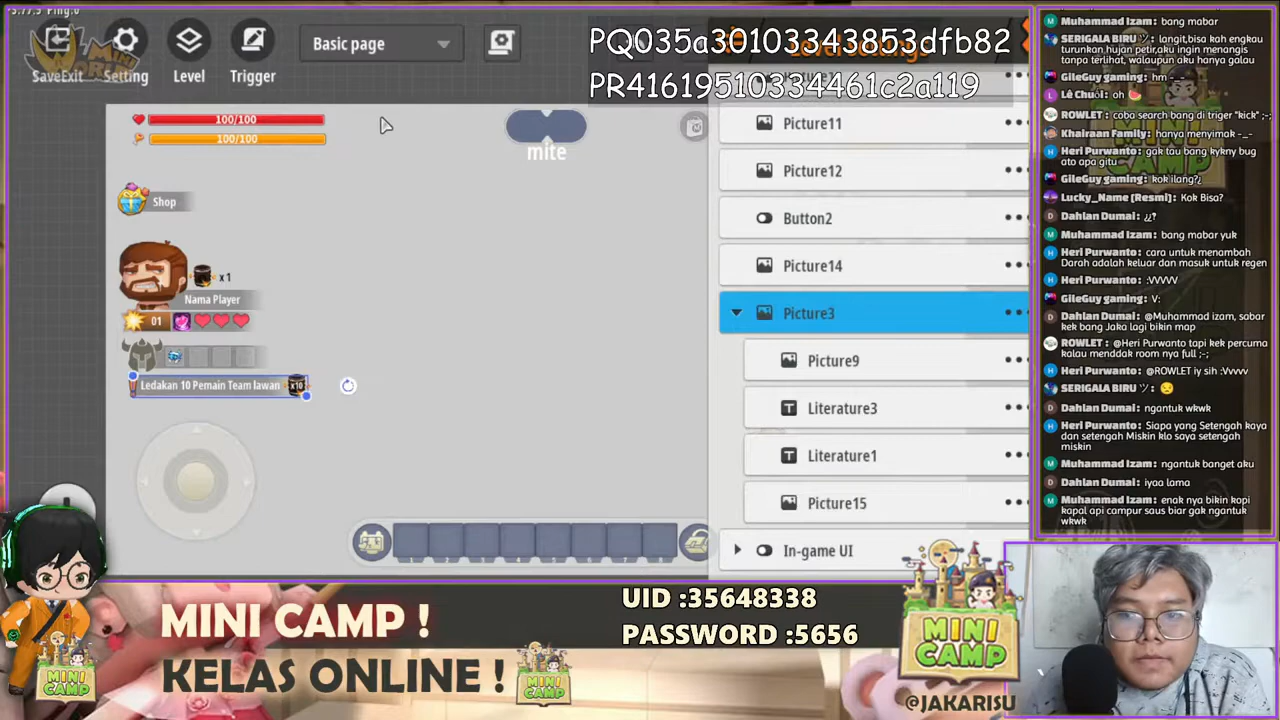 SaveExit
Setting
Level
Trigger
Basic page
PQ035a30103343853dfb82
PR41619510334461c2a119
100/100
100/100
mite
Shop
x1
Nama Player
01
Ledakan 10 Pemain Team lawan
x10
Picture11
Picture12
Button2
Picture14
Picture3
Picture9
Literature3
Literature1
Picture15
In-game UI
Muhammad Izam: bang mabar
SERIGALA BIRU ツ: langit,bisa kah engkau
turunkan hujan petir,aku ingin menangis
tanpa terlihat, walaupun aku hanya galau
GileGuy gaming: hm -_-
Lê Chuối: oh 🍉
ROWLET: coba search bang di triger "kick" ;-;
Khairaan Family: hanya menyimak -_-
Heri Purwanto: gak tau bang kykny bug
ato apa gitu
GileGuy gaming: kok ilang?¿
Lucky_Name [Resmi]: Kok Bisa?
Dahlan Dumai: ¿¿?
Muhammad Izam: bang mabar yuk
Heri Purwanto: cara untuk menambah
Darah adalah keluar dan masuk untuk regen
Heri Purwanto: :VVVVV
GileGuy gaming: V:
Dahlan Dumai: @Muhammad izam, sabar
kek bang Jaka lagi bikin map
ROWLET: @Heri Purwanto tapi kek percuma
kalau menddak room nya full ;-;
Heri Purwanto: @ROWLET iy sih :Vvvvv
SERIGALA BIRU ツ: 😒
Dahlan Dumai: ngantuk wkwk
Heri Purwanto: Siapa yang Setengah kaya
dan setengah Miskin klo saya setengah
miskin
Muhammad Izam: ngantuk banget aku
Dahlan Dumai: iyaa lama
Muhammad Izam: enak nya bikin kopi
kapal api campur saus biar gak ngantuk
wkwk
MINI CAMP !
KELAS ONLINE !
MINI
CAMP
UID :35648338
PASSWORD :5656
MINI
CAMP
@JAKARISU